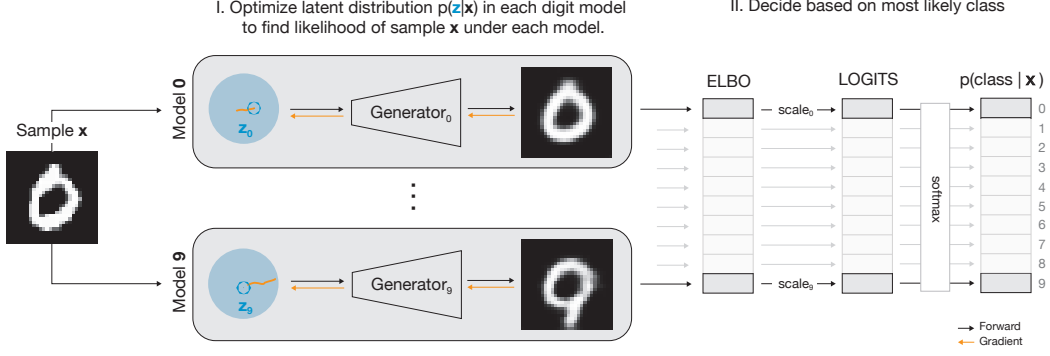 I. Optimize latent distribution p(z|x) in each digit model
to find likelihood of sample x under each model.
II. Decide based on most likely class
Sample x
Model 0
z0
Generator0
Model 9
z9
Generator9
ELBO
LOGITS
p(class | x)
scale0
scale9
softmax
0
1
2
3
4
5
6
7
8
9
Forward
Gradient